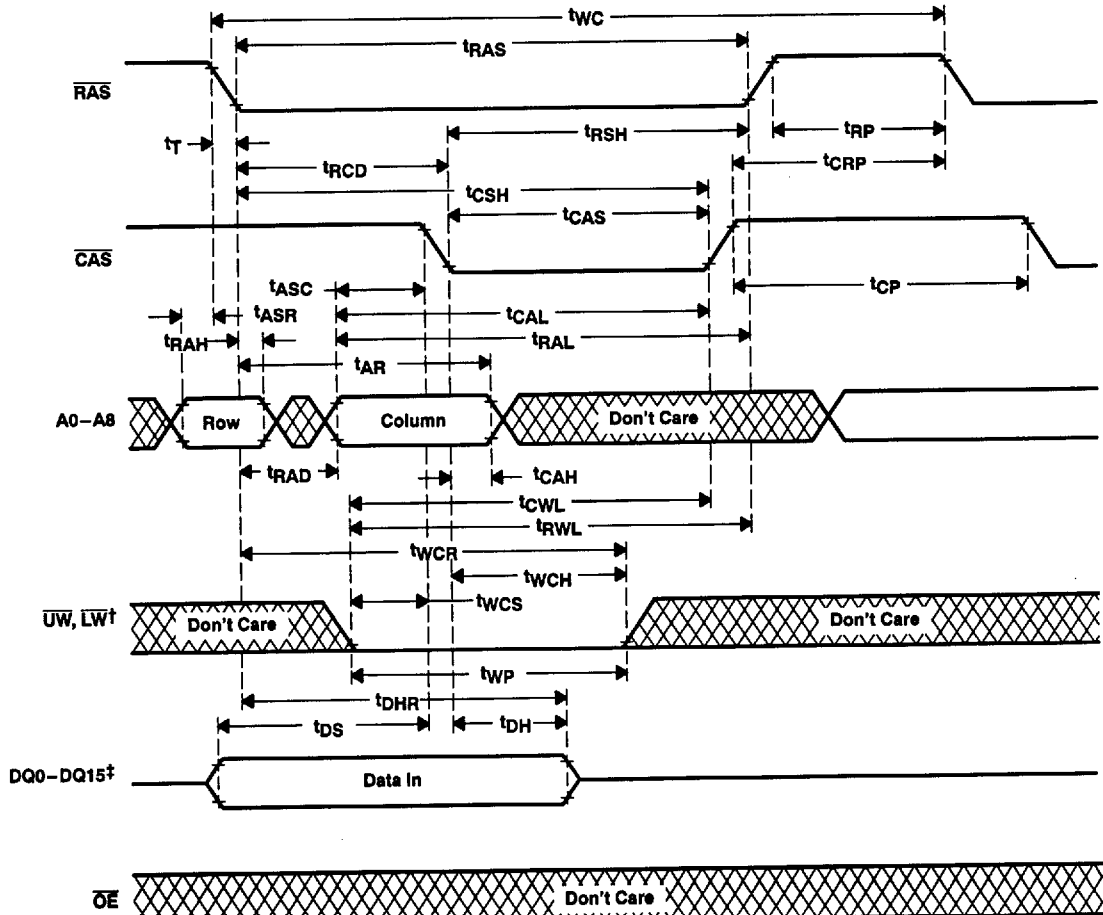 tWC
tRAS
RAS
tRSH
tRP
tT
tRCD
tCRP
tCSH
tCAS
CAS
tASC
tCP
tASR
tCAL
tRAH
tRAL
tAR
A0–A8
Row
Column
Don't Care
tRAD
tCAH
tCWL
tRWL
tWCR
tWCH
tWCS
UW, LW†
Don't Care
Don't Care
tWP
tDHR
tDS
tDH
DQ0–DQ15‡
Data In
OE
Don't Care